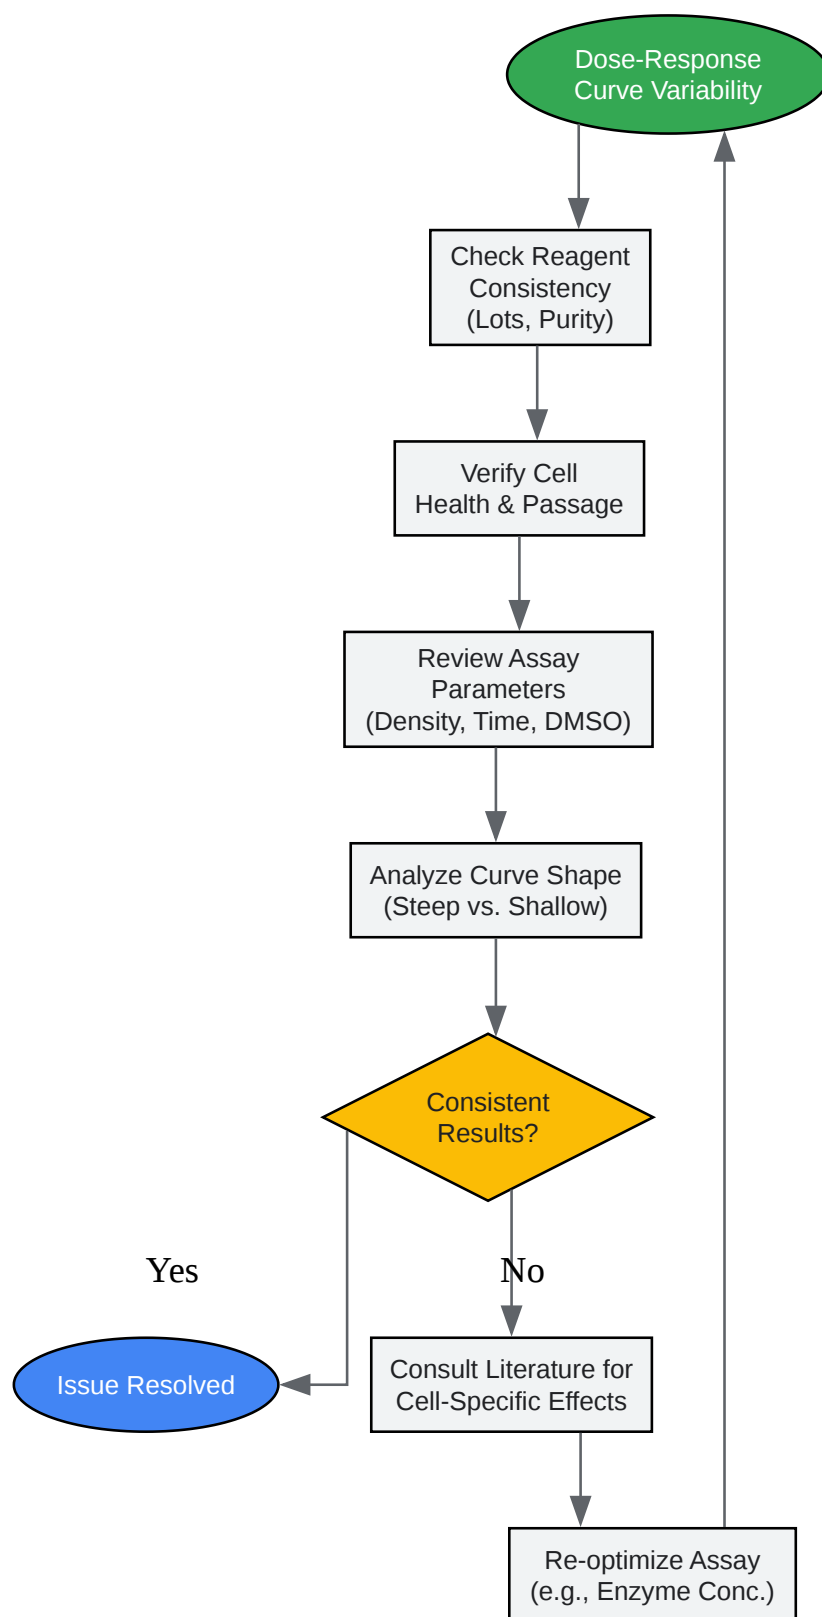 Dose-Response
Curve Variability
Check Reagent
Consistency
(Lots, Purity)
Verify Cell
Health & Passage
Review Assay
Parameters
(Density, Time, DMSO)
Analyze Curve Shape
(Steep vs. Shallow)
Consistent
Results?
Yes
No
Issue Resolved
Consult Literature for
Cell-Specific Effects
Re-optimize Assay
(e.g., Enzyme Conc.)